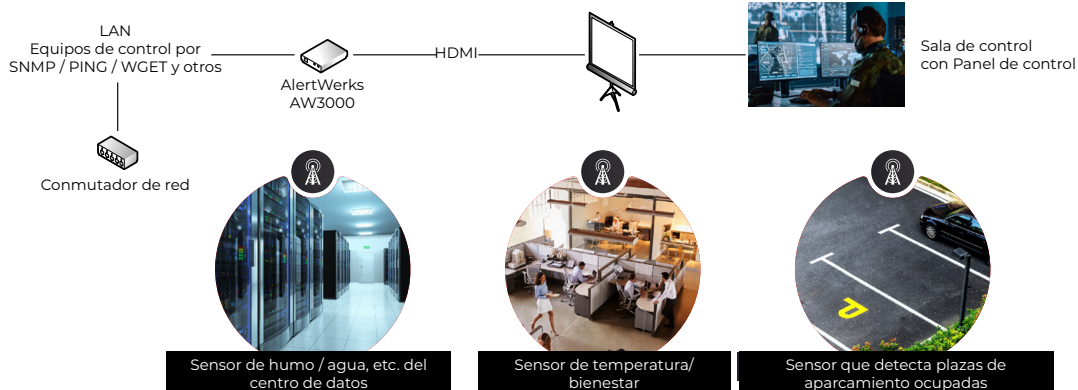 LAN
Equipos de control por
SNMP / PING / WGET y otros
AlertWerks
AW3000
HDMI
Sala de control
con Panel de control
Conmutador de red
Sensor de humo / agua, etc. del
centro de datos
Sensor de temperatura/
bienestar
Sensor que detecta plazas de
aparcamiento ocupadas
P